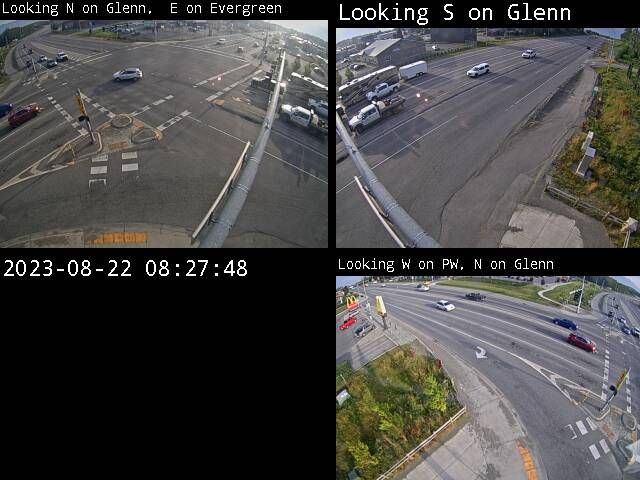 Looking N on Glenn,  E on Evergreen
Looking S on Glenn
2023-08-22 08:27:48
Looking W on PW, N on Glenn